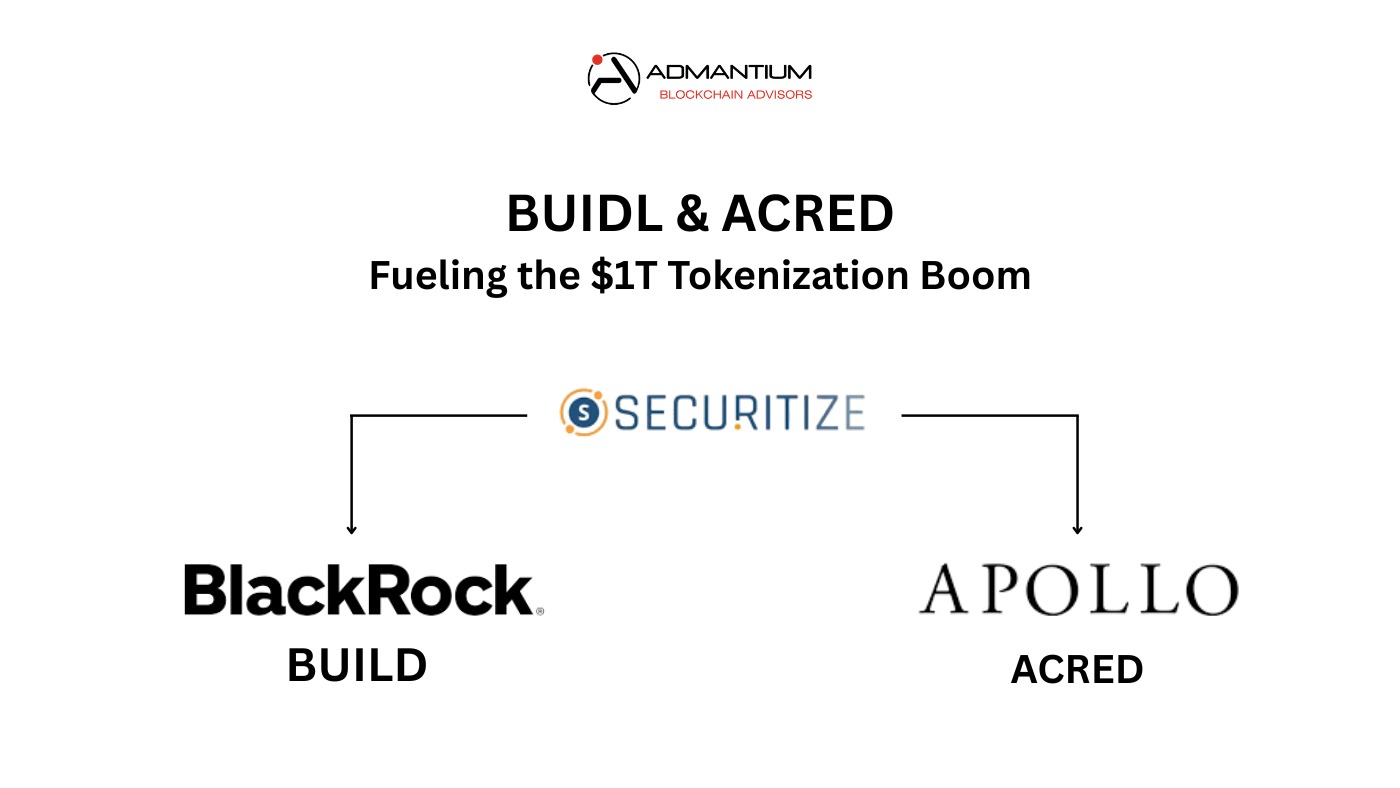 ADMANTIUM
BLOCKCHAIN ADVISORS
BUIDL & ACRED
Fueling the $1T Tokenization Boom
S SECURITIZE
BlackRock®
APOLLO
BUILD
ACRED